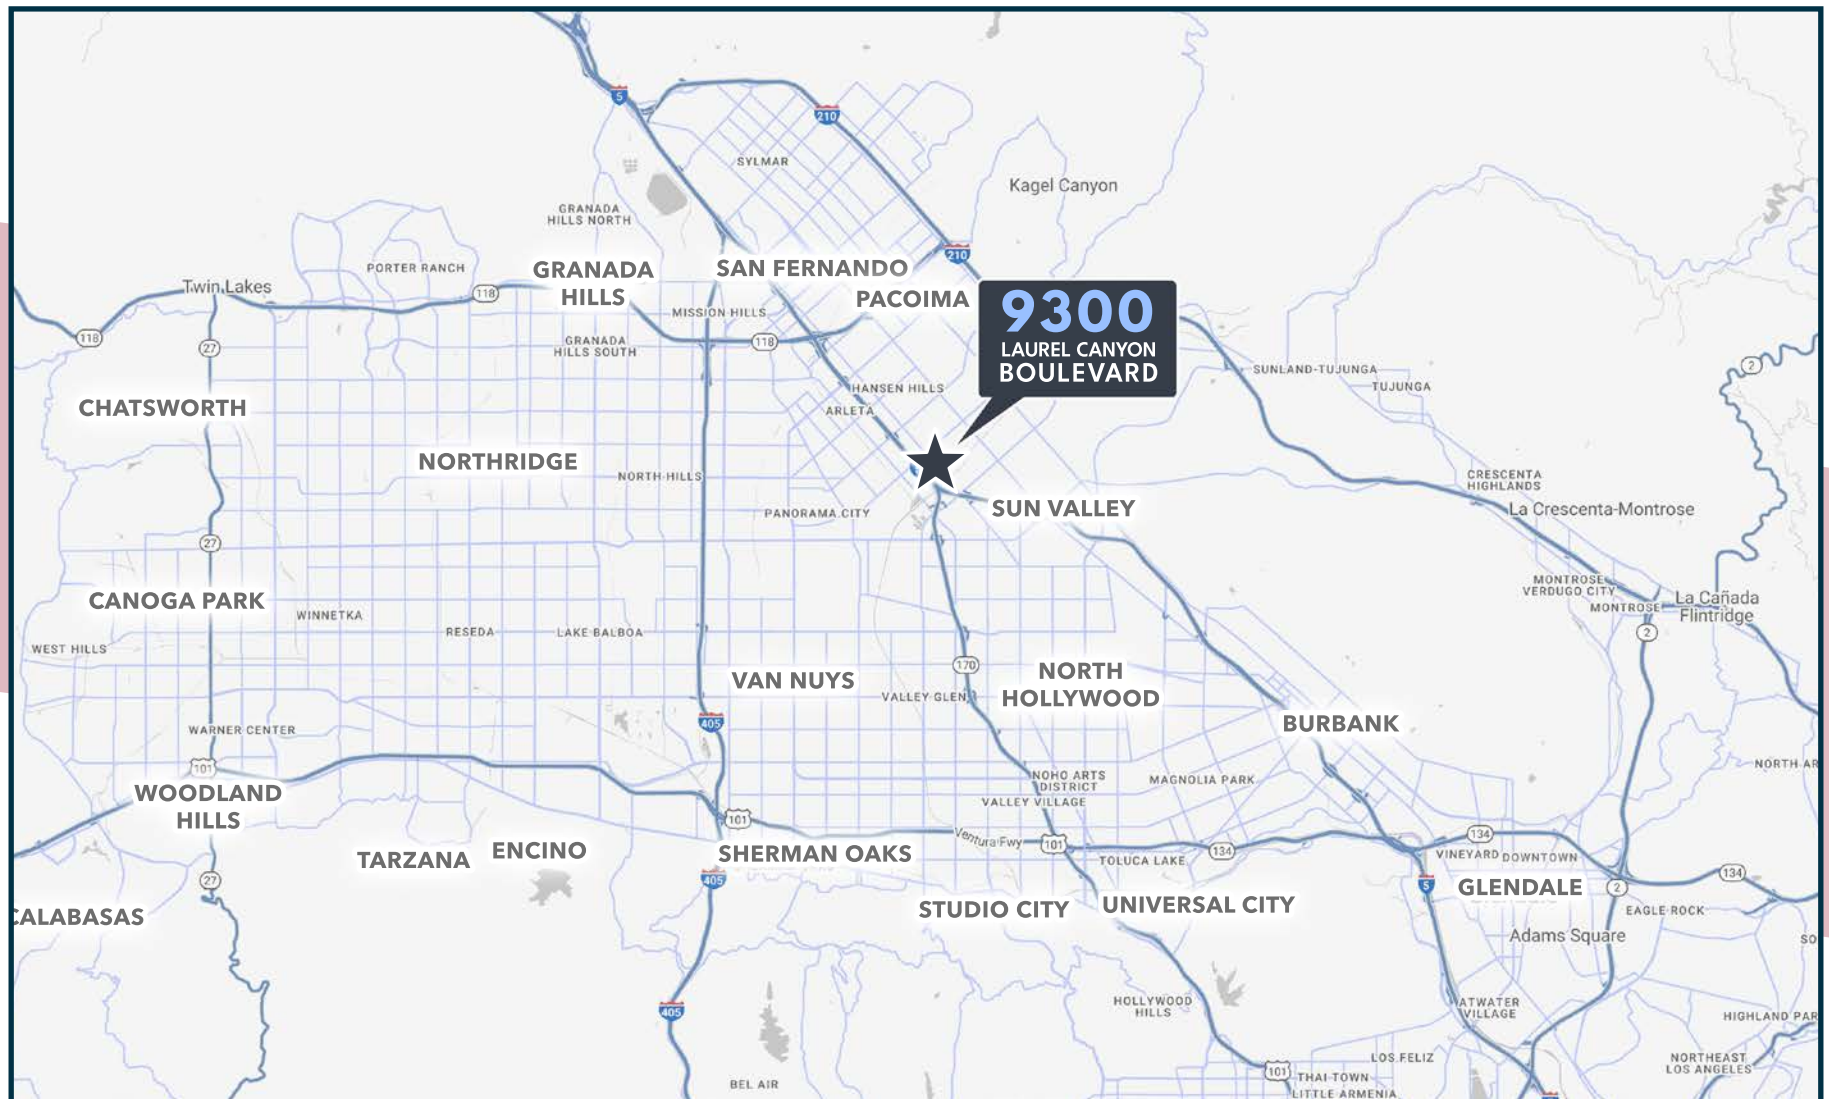 5
210
SYLMAR
Kagel Canyon
GRANADA
HILLS NORTH
210
PORTER RANCH
GRANADA
HILLS
SAN FERNANDO
PACOIMA
Twin Lakes
118
MISSION HILLS
9300
LAUREL CANYON
BOULEVARD
118
27
GRANADA
HILLS SOUTH
118
SUNLAND-TUJUNGA
TUJUNGA
2
HANSEN HILLS
ARLETA
CHATSWORTH
NORTHRIDGE
NORTH HILLS
CRESCENTA
HIGHLANDS
La Crescenta-Montrose
PANORAMA CITY
SUN VALLEY
27
CANOGA PARK
WINNETKA
MONTROSE
VERDUGO CITY
MONTROSE
La Cañada
Flintridge
WEST HILLS
RESEDA
LAKE BALBOA
2
170
VAN NUYS
VALLEY GLEN
NORTH
HOLLYWOOD
WARNER CENTER
405
BURBANK
101
NOHO ARTS
DISTRICT
MAGNOLIA PARK
NORTH AR
WOODLAND
HILLS
VALLEY VILLAGE
101
Ventura Fwy
101
134
134
TARZANA
ENCINO
SHERMAN OAKS
TOLUCA LAKE
VINEYARD
DOWNTOWN
27
405
5
GLENDALE
2
134
CALABASAS
STUDIO CITY
UNIVERSAL CITY
EAGLE ROCK
Adams Square
SO
405
HOLLYWOOD
HILLS
ATWATER
VILLAGE
HIGHLAND PAR
BEL AIR
101
LOS FELIZ
NORTHEAST
LOS ANGELES
THAI TOWN
LITTLE ARMENIA